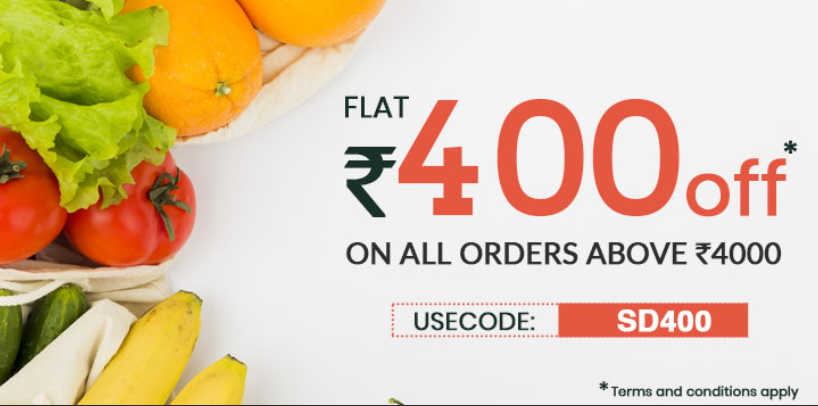 FLAT
₹400off*
ON ALL ORDERS ABOVE ₹4000
USECODE: SD400
*Terms and conditions apply